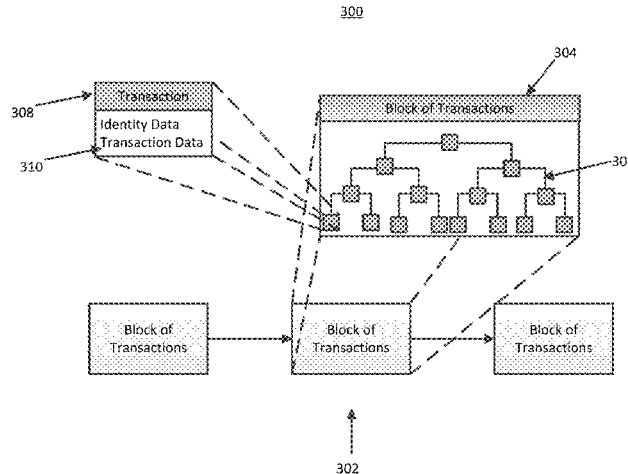 300
304
308
Transaction
Block of Transactions
Identity Data
Transaction Data
310
30
Block of
Transactions
Block of
Transactions
Block of
Transactions
302